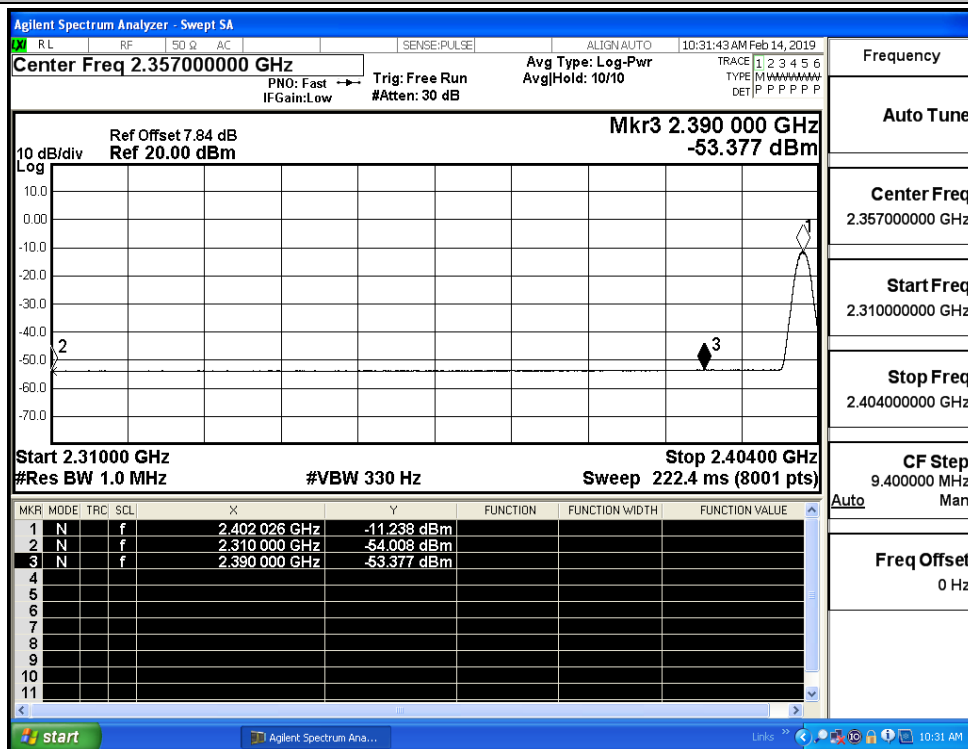 Agilent Spectrum Analyzer - Swept SA
LXI RL RF 50 Ω AC SENSE:PULSE ALIGN AUTO 10:31:43 AM Feb 14, 2019
Center Freq 2.357000000 GHz
PNO: Fast
IFGain:Low
Trig: Free Run
#Atten: 30 dB
Avg Type: Log-Pwr
Avg|Hold: 10/10
TRACE 1 2 3 4 5 6
TYPE MWWWWW
DET P P P P P P
Mkr3 2.390 000 GHz
-53.377 dBm
Ref Offset 7.84 dB
10 dB/div Ref 20.00 dBm
Log
10.0
0.00
-10.0
-20.0
-30.0
-40.0
-50.0
-60.0
-70.0
1
2
3
Start 2.31000 GHz Stop 2.40400 GHz
#Res BW 1.0 MHz #VBW 330 Hz Sweep 222.4 ms (8001 pts)
MKR MODE TRC SCL X Y FUNCTION FUNCTION WIDTH FUNCTION VALUE
1 N f 2.402 026 GHz -11.238 dBm
2 N f 2.310 000 GHz -54.008 dBm
3 N f 2.390 000 GHz -53.377 dBm
4
5
6
7
8
9
10
11
Frequency
Auto Tune
Center Freq
2.357000000 GHz
Start Freq
2.310000000 GHz
Stop Freq
2.404000000 GHz
CF Step
9.400000 MHz
Auto Man
Freq Offset
0 Hz
start Agilent Spectrum Ana... Links » 10:31 AM